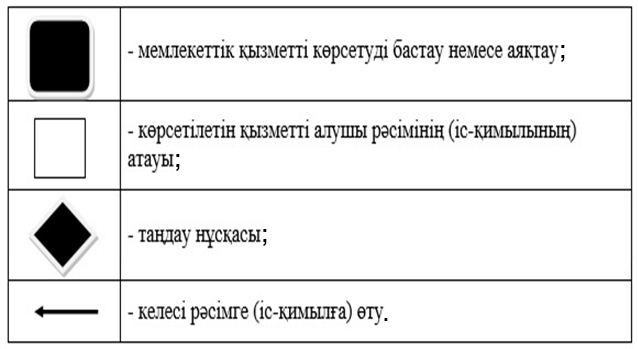 - мемлекеттік қызметті көрсетуді бастау немесе аяқтау;
- көрсетілетін қызметті алушы рәсімінің (іс-қимылының)
атауы;
- таңдау нұсқасы;
- келесі рәсімге (іс-қимылға) өту.